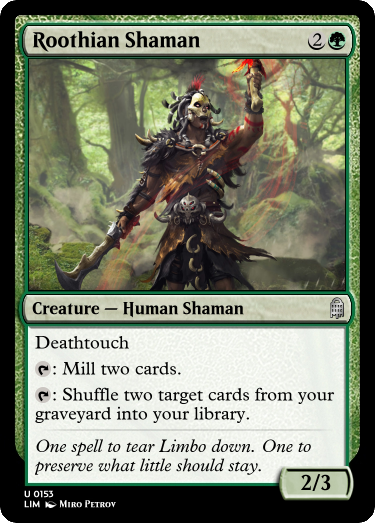 Roothian Shaman 2
Creature — Human Shaman
Deathtouch
: Mill two cards.
: Shuffle two target cards from your
graveyard into your library.
One spell to tear Limbo down. One to
preserve what little should stay.
2/3
U 0153
LIM Miro Petrov